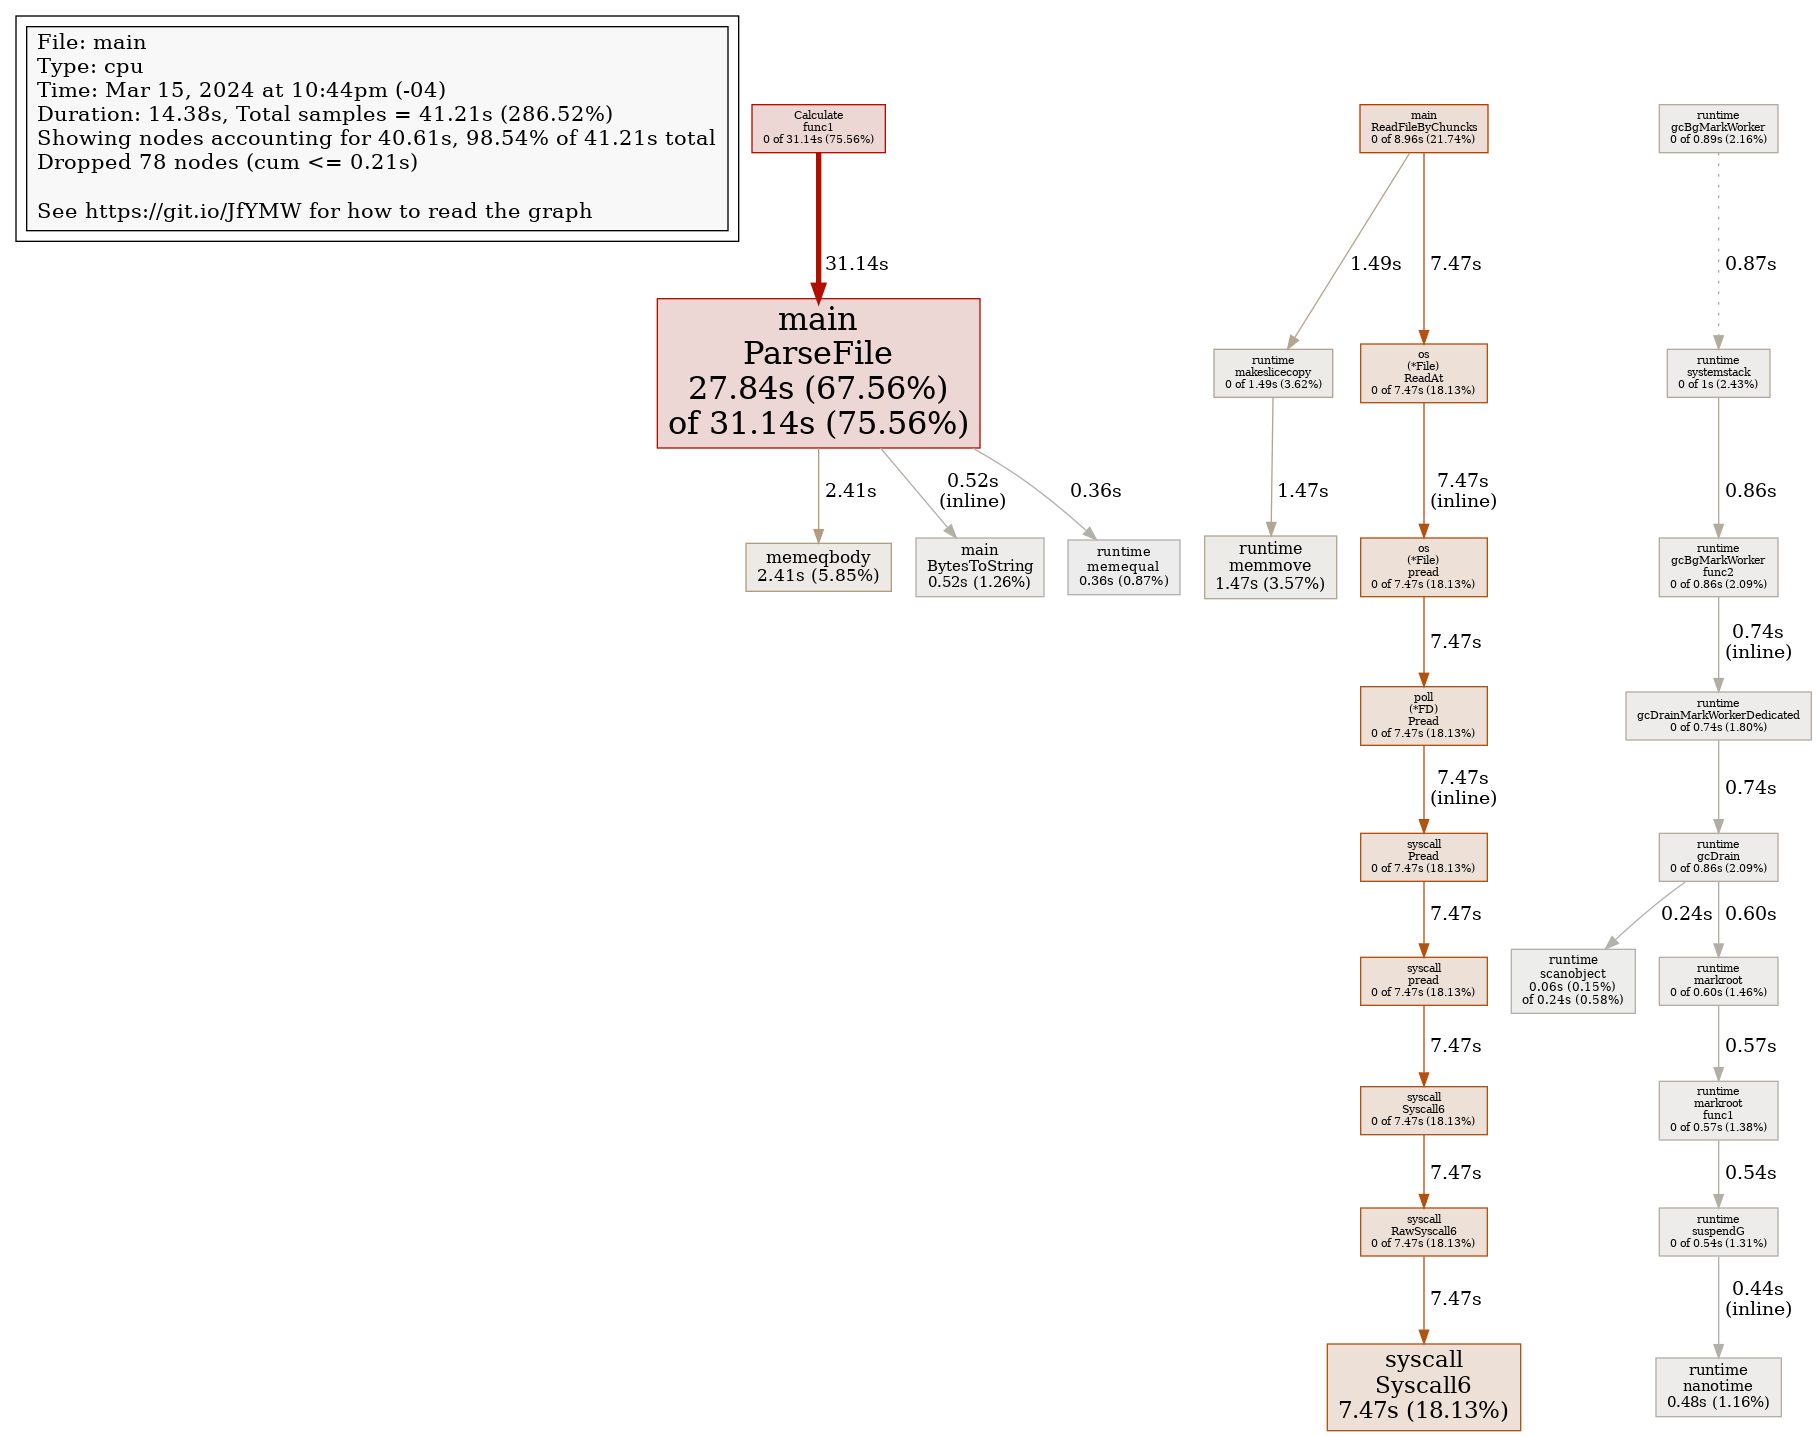 File: main
Type: cpu
Time: Mar 15, 2024 at 10:44pm (-04)
Duration: 14.38s, Total samples = 41.21s (286.52%)
Showing nodes accounting for 40.61s, 98.54% of 41.21s total
Dropped 78 nodes (cum <= 0.21s)
See https://git.io/JfYMW for how to read the graph
Calculate
func1
0 of 31.14s (75.56%)
31.14s
main
ParseFile
27.84s (67.56%)
of 31.14s (75.56%)
2.41s
0.52s
(inline)
0.36s
memeqbody
2.41s (5.85%)
main
BytesToString
0.52s (1.26%)
runtime
memequal
0.36s (0.87%)
main
ReadFileByChuncks
0 of 8.96s (21.74%)
1.49s
7.47s
runtime
makeslicecopy
0 of 1.49s (3.62%)
1.47s
runtime
memmove
1.47s (3.57%)
os
(*File)
ReadAt
0 of 7.47s (18.13%)
7.47s
(inline)
os
(*File)
pread
0 of 7.47s (18.13%)
7.47s
poll
(*FD)
Pread
0 of 7.47s (18.13%)
7.47s
(inline)
syscall
Pread
0 of 7.47s (18.13%)
7.47s
syscall
pread
0 of 7.47s (18.13%)
7.47s
syscall
Syscall6
0 of 7.47s (18.13%)
7.47s
syscall
RawSyscall6
0 of 7.47s (18.13%)
7.47s
syscall
Syscall6
7.47s (18.13%)
runtime
gcBgMarkWorker
0 of 0.89s (2.16%)
0.87s
runtime
systemstack
0 of 1s (2.43%)
0.86s
runtime
gcBgMarkWorker
func2
0 of 0.86s (2.09%)
0.74s
(inline)
runtime
gcDrainMarkWorkerDedicated
0 of 0.74s (1.80%)
0.74s
runtime
gcDrain
0 of 0.86s (2.09%)
0.24s
0.60s
runtime
scanobject
0.06s (0.15%)
of 0.24s (0.58%)
runtime
markroot
0 of 0.60s (1.46%)
0.57s
runtime
markroot
func1
0 of 0.57s (1.38%)
0.54s
runtime
suspendG
0 of 0.54s (1.31%)
0.44s
(inline)
runtime
nanotime
0.48s (1.16%)